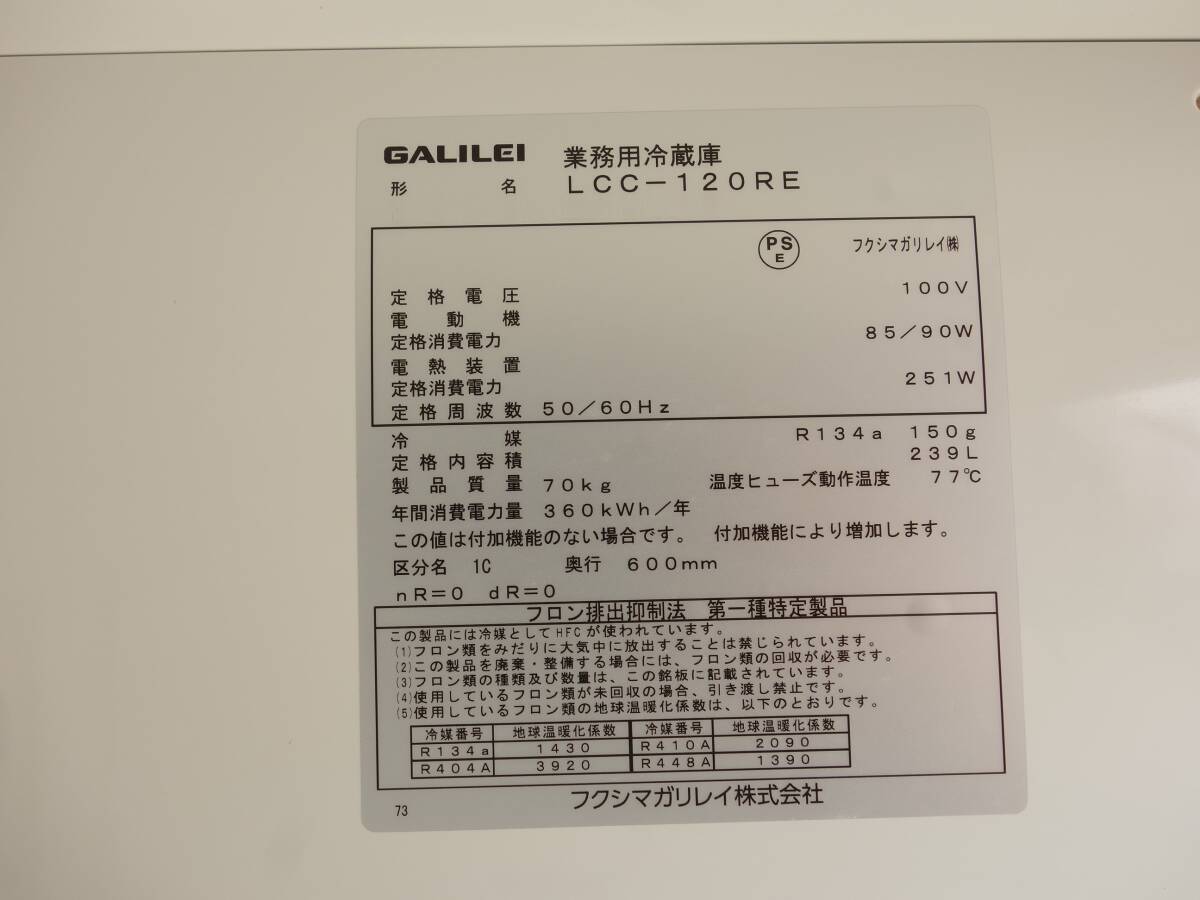 GALILEI 業務用冷蔵庫
形名 LCC－120RE
PS E フクシマガリレイ㈱
定格電圧 100V
電動機
定格消費電力 85／90W
電熱装置
定格消費電力 251W
定格周波数 50／60Hz
冷媒 R134a 150g
定格内容積 239L
製品質量 70kg 温度ヒューズ動作温度 77℃
年間消費電力量 360kWh／年
この値は付加機能のない場合です。 付加機能により増加します。
区分名 1C 奥行 600mm
nR＝0 dR＝0
フロン排出抑制法 第一種特定製品
この製品には冷媒としてHFCが使われています。
(1)フロン類をみだりに大気中に放出することは禁じられています。
(2)この製品を廃棄・整備する場合には、フロン類の回収が必要です。
(3)フロン類の種類及び数量は、この銘板に記載されています。
(4)使用しているフロン類が未回収の場合、引き渡し禁止です。
(5)使用しているフロン類の地球温暖化係数は、以下のとおりです。
冷媒番号 地球温暖化係数 冷媒番号 地球温暖化係数
R134a 1430 R410A 2090
R404A 3920 R448A 1390
フクシマガリレイ株式会社
73